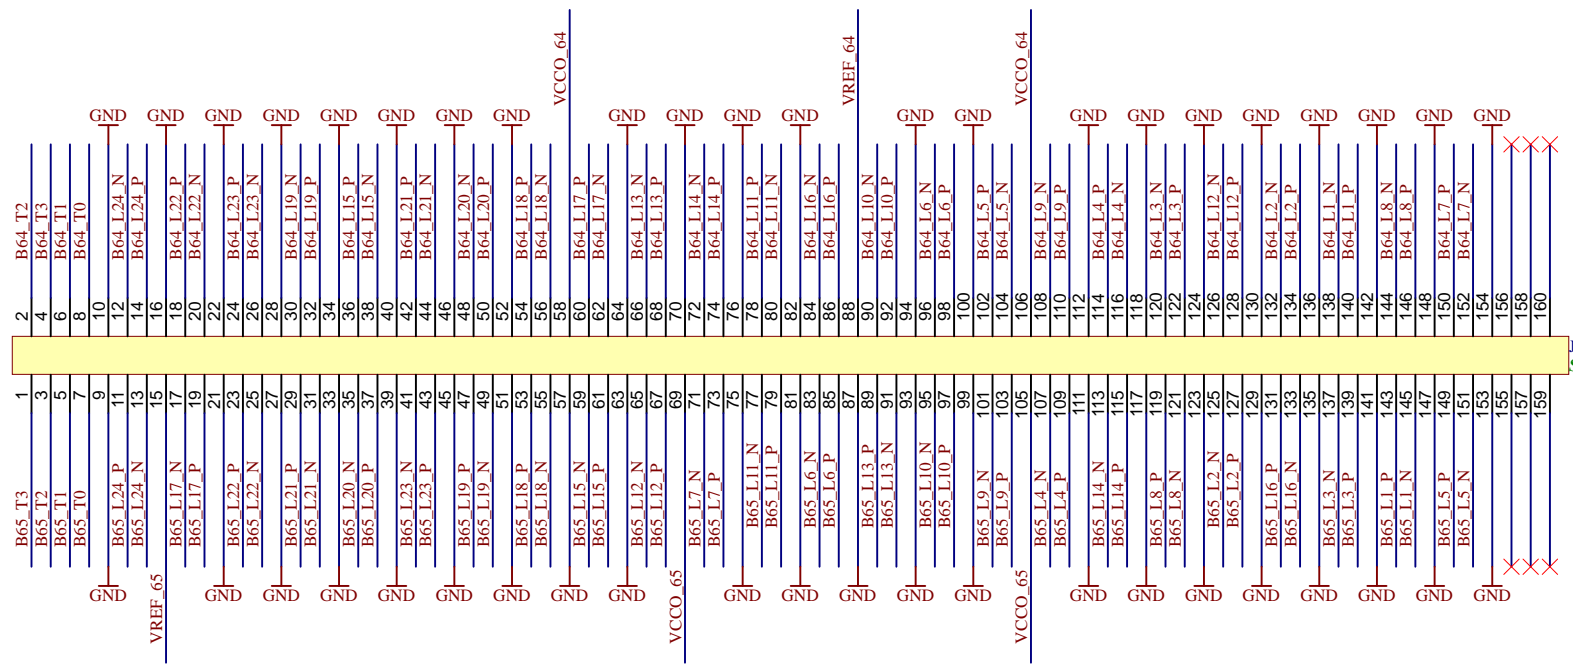 VCCO_64 VREF_64 VCCO_64
GND GND GND GND GND GND GND GND GND GND GND GND GND GND GND GND GND GND GND GND GND GND
B64_T2 B64_T3 B64_T1 B64_T0 B64_L24_N B64_L24_P B64_L22_P B64_L22_N B64_L23_P B64_L23_N B64_L19_N B64_L19_P B64_L15_P B64_L15_N B64_L21_P B64_L21_N B64_L20_N B64_L20_P B64_L18_P B64_L18_N B64_L17_P B64_L17_N B64_L13_N B64_L13_P B64_L14_N B64_L14_P B64_L11_P B64_L11_N B64_L16_N B64_L16_P B64_L10_N B64_L10_P B64_L6_N B64_L6_P B64_L5_P B64_L5_N B64_L9_N B64_L9_P B64_L4_P B64_L4_N B64_L3_N B64_L3_P B64_L12_N B64_L12_P B64_L2_N B64_L2_P B64_L1_N B64_L1_P B64_L8_N B64_L8_P B64_L7_P B64_L7_N
2 4 6 8 10 12 14 16 18 20 22 24 26 28 30 32 34 36 38 40 42 44 46 48 50 52 54 56 58 60 62 64 66 68 70 72 74 76 78 80 82 84 86 88 90 92 94 96 98 100 102 104 106 108 110 112 114 116 118 120 122 124 126 128 130 132 134 136 138 140 142 144 146 148 150 152 154 156 158 160
1 3 5 7 9 11 13 15 17 19 21 23 25 27 29 31 33 35 37 39 41 43 45 47 49 51 53 55 57 59 61 63 65 67 69 71 73 75 77 79 81 83 85 87 89 91 93 95 97 99 101 103 105 107 109 111 113 115 117 119 121 123 125 127 129 131 133 135 137 139 141 143 145 147 149 151 153 155 157 159
B65_T3 B65_T2 B65_T1 B65_T0 B65_L24_P B65_L24_N B65_L17_N B65_L17_P B65_L22_P B65_L22_N B65_L21_P B65_L21_N B65_L20_N B65_L20_P B65_L23_N B65_L23_P B65_L19_P B65_L19_N B65_L18_P B65_L18_N B65_L15_N B65_L15_P B65_L12_N B65_L12_P B65_L7_N B65_L7_P B65_L11_N B65_L11_P B65_L6_N B65_L6_P B65_L13_P B65_L13_N B65_L10_N B65_L10_P B65_L9_N B65_L9_P B65_L4_N B65_L4_P B65_L14_N B65_L14_P B65_L8_P B65_L8_N B65_L2_N B65_L2_P B65_L16_P B65_L16_N B65_L3_N B65_L3_P B65_L1_P B65_L1_N B65_L5_P B65_L5_N
GND GND GND GND GND GND GND GND GND GND GND GND GND GND GND GND GND GND GND GND GND
VREF_65 VCCO_65 VCCO_65